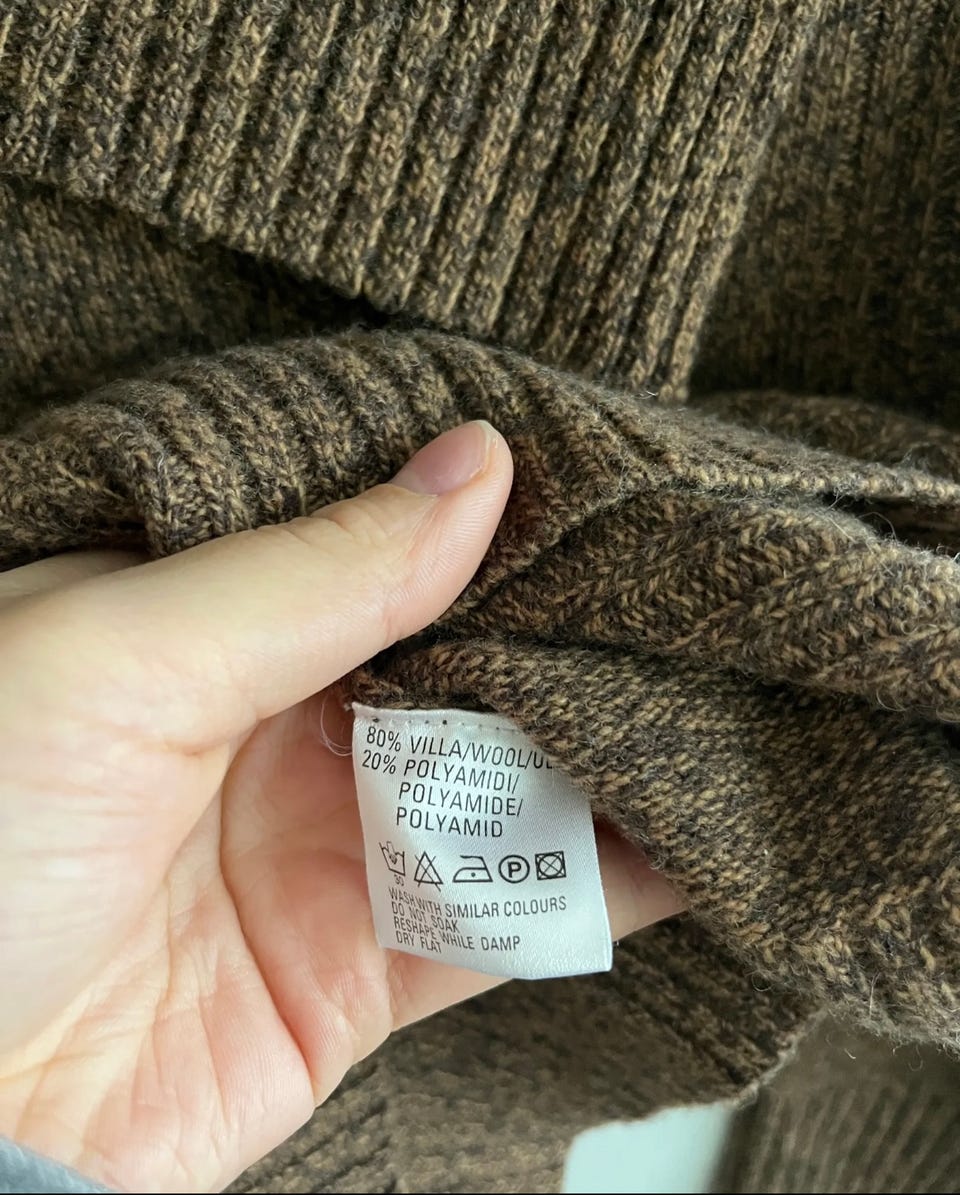 80% VILLA/WOOL/
20% POLYAMIDI/
POLYAMIDE/
POLYAMID
30 P
WASH WITH SIMILAR COLOURS
DO NOT SOAK
RESHAPE WHILE DAMP
DRY FLAT